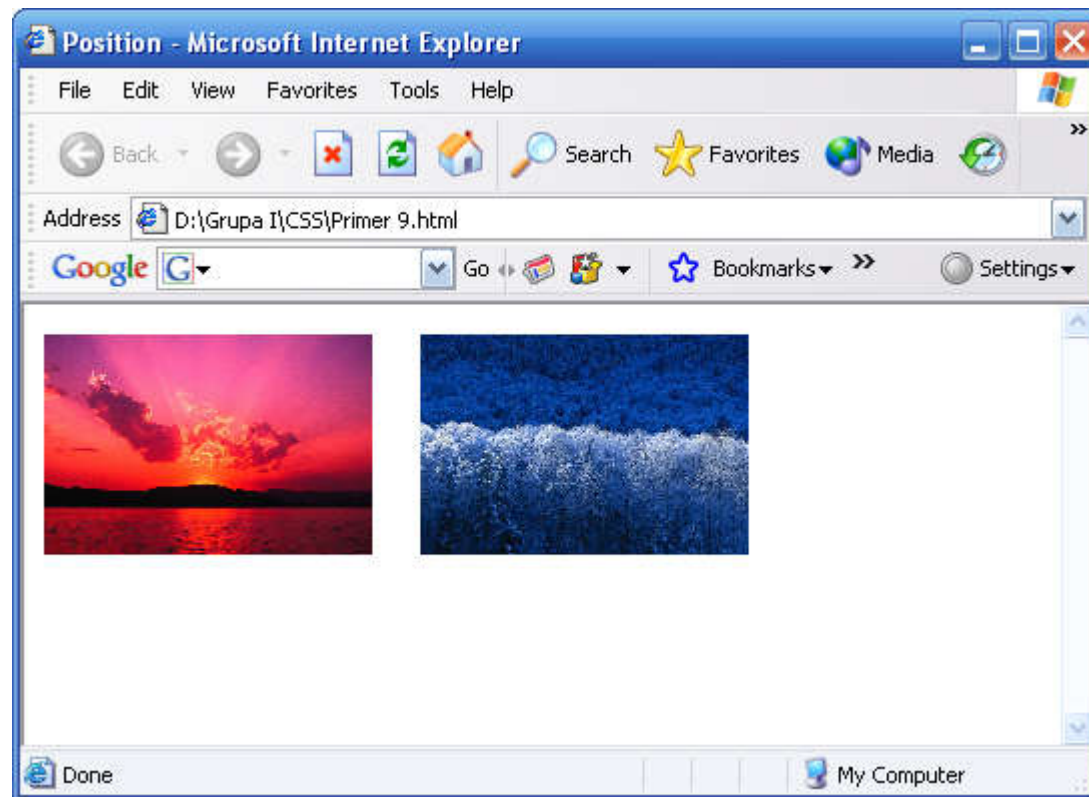 Position - Microsoft Internet Explorer
File Edit View Favorites Tools Help
Back Search Favorites Media »
Address D:\Grupa I\CSS\Primer 9.html
Google G Go Bookmarks » Settings
Done My Computer